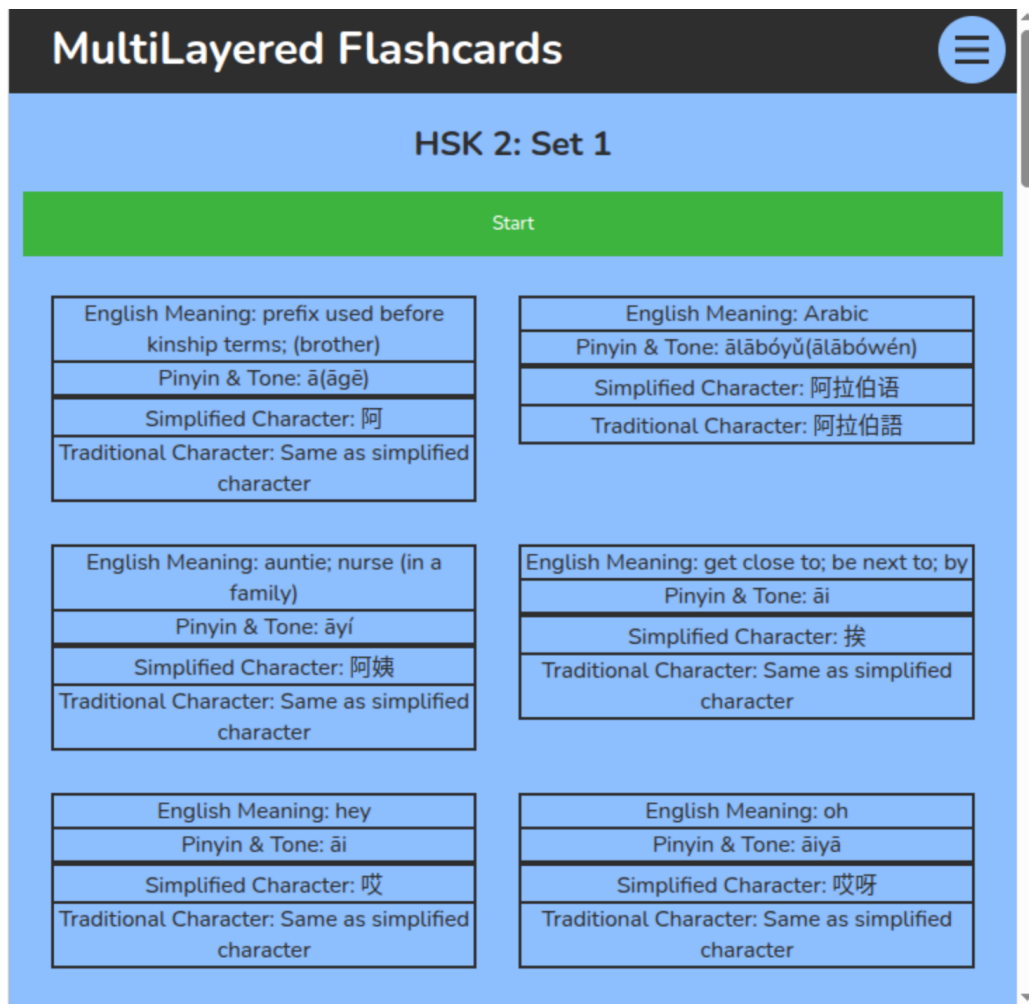 MultiLayered Flashcards
HSK 2: Set 1
Start
English Meaning: prefix used before
kinship terms; (brother)
Pinyin & Tone: ā(āgē)
Simplified Character: 阿
Traditional Character: Same as simplified
character
English Meaning: Arabic
Pinyin & Tone: ālābóyǔ(ālābówén)
Simplified Character: 阿拉伯语
Traditional Character: 阿拉伯語
English Meaning: auntie; nurse (in a
family)
Pinyin & Tone: āyí
Simplified Character: 阿姨
Traditional Character: Same as simplified
character
English Meaning: get close to; be next to; by
Pinyin & Tone: āi
Simplified Character: 挨
Traditional Character: Same as simplified
character
English Meaning: hey
Pinyin & Tone: āi
Simplified Character: 哎
Traditional Character: Same as simplified
character
English Meaning: oh
Pinyin & Tone: āiyā
Simplified Character: 哎呀
Traditional Character: Same as simplified
character